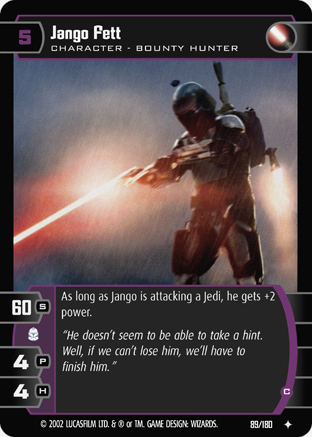 5
Jango Fett
CHARACTER - BOUNTY HUNTER
60 S
4 P
4 H
As long as Jango is attacking a Jedi, he gets +2
power.
"He doesn't seem to be able to take a hint.
Well, if we can't lose him, we'll have to
finish him."
C
© 2002 LUCASFILM LTD. & ® or TM. GAME DESIGN: WIZARDS.
89/180